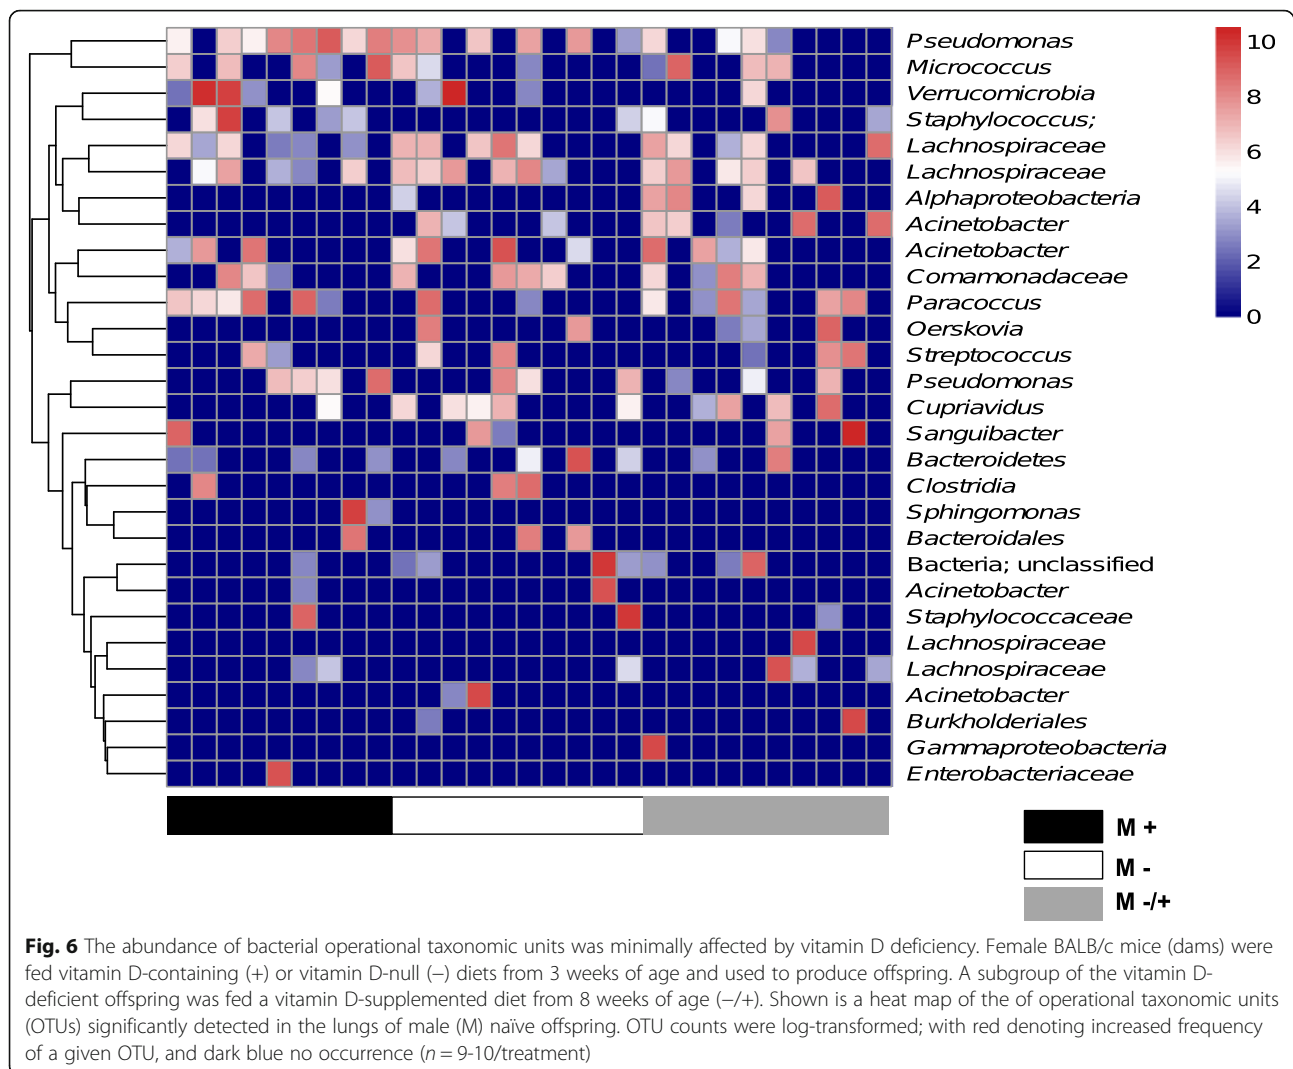 Pseudomonas
Micrococcus
Verrucomicrobia
Staphylococcus;
Lachnospiraceae
Lachnospiraceae
Alphaproteobacteria
Acinetobacter
Acinetobacter
Comamonadaceae
Paracoccus
Oerskovia
Streptococcus
Pseudomonas
Cupriavidus
Sanguibacter
Bacteroidetes
Clostridia
Sphingomonas
Bacteroidales
Bacteria; unclassified
Acinetobacter
Staphylococcaceae
Lachnospiraceae
Lachnospiraceae
Acinetobacter
Burkholderiales
Gammaproteobacteria
Enterobacteriaceae
10
8
6
4
2
0
M +
M -
M -/+
Fig. 6 The abundance of bacterial operational taxonomic units was minimally affected by vitamin D deficiency. Female BALB/c mice (dams) were
fed vitamin D-containing (+) or vitamin D-null (−) diets from 3 weeks of age and used to produce offspring. A subgroup of the vitamin D-
deficient offspring was fed a vitamin D-supplemented diet from 8 weeks of age (−/+). Shown is a heat map of the of operational taxonomic units
(OTUs) significantly detected in the lungs of male (M) naïve offspring. OTU counts were log-transformed; with red denoting increased frequency
of a given OTU, and dark blue no occurrence (n = 9-10/treatment)